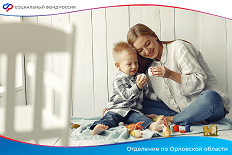 СОЦИАЛЬНЫЙ ФОНД РОССИИ
Отделение по Орловской области